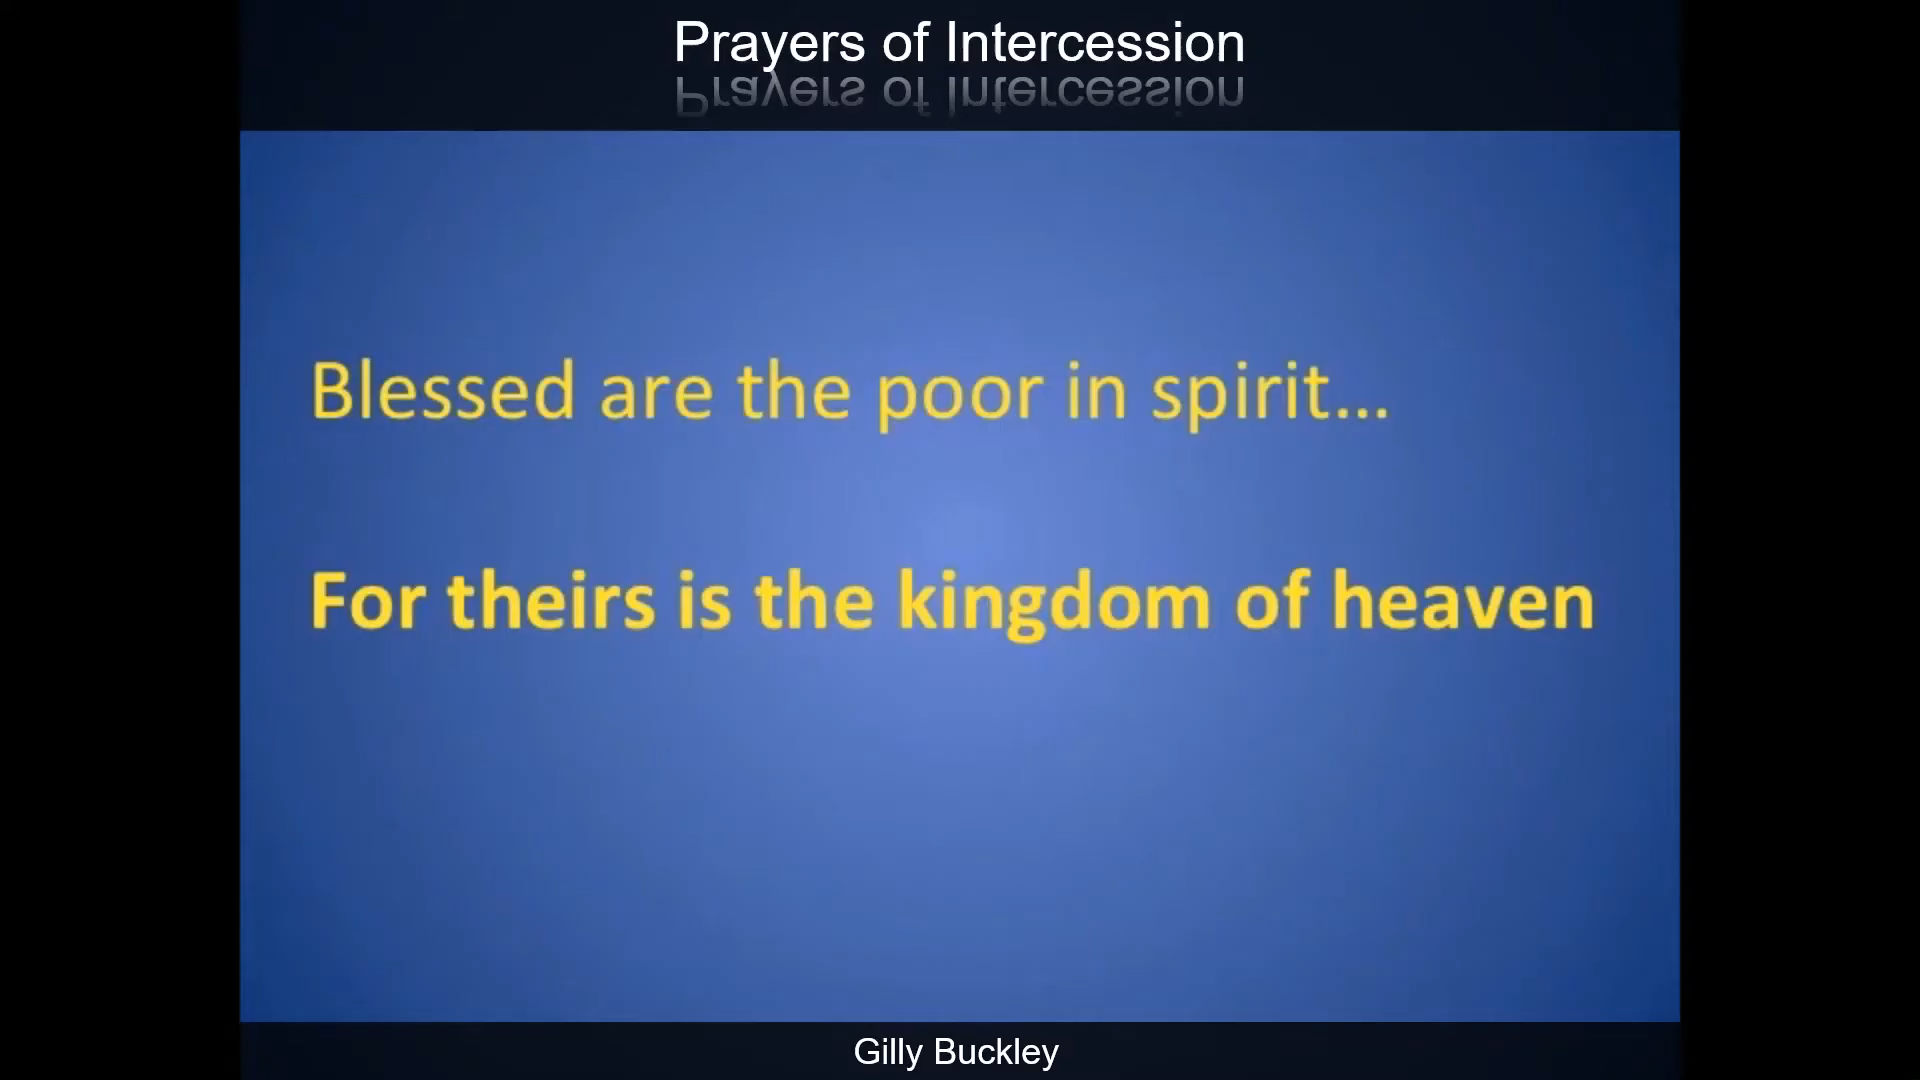 Prayers of Intercession
Blessed are the poor in spirit...
For theirs is the kingdom of heaven
Gilly Buckley